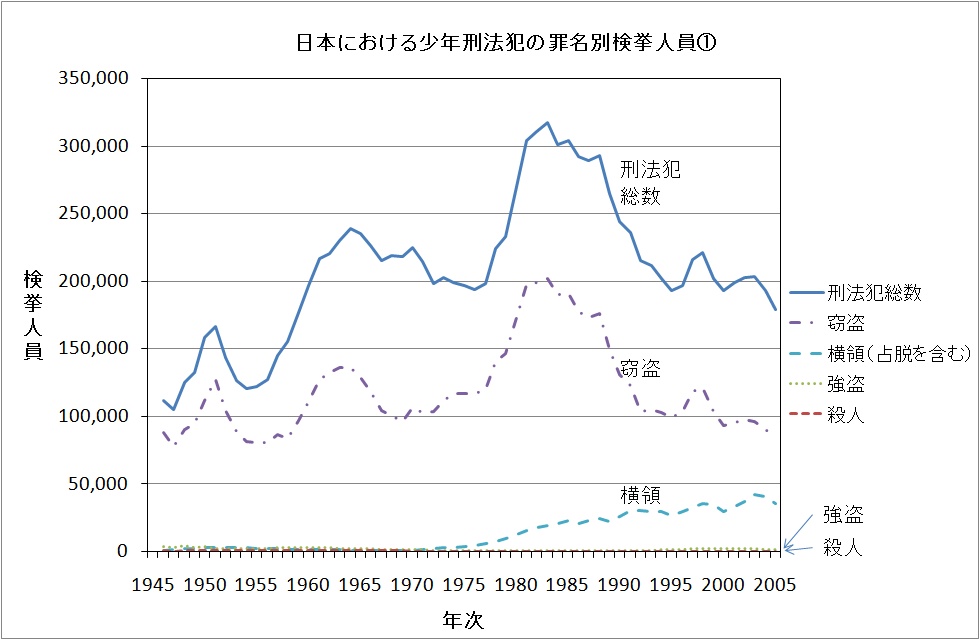 日本における少年刑法犯の罪名別検挙人員①
350,000
300,000
250,000
200,000
150,000
100,000
50,000
0
検挙人員
刑法犯
総数
窃盗
横領
強盗
殺人
刑法犯総数
窃盗
横領(占脱を含む)
強盗
殺人
1945 1950 1955 1960 1965 1970 1975 1980 1985 1990 1995 2000 2005
年次